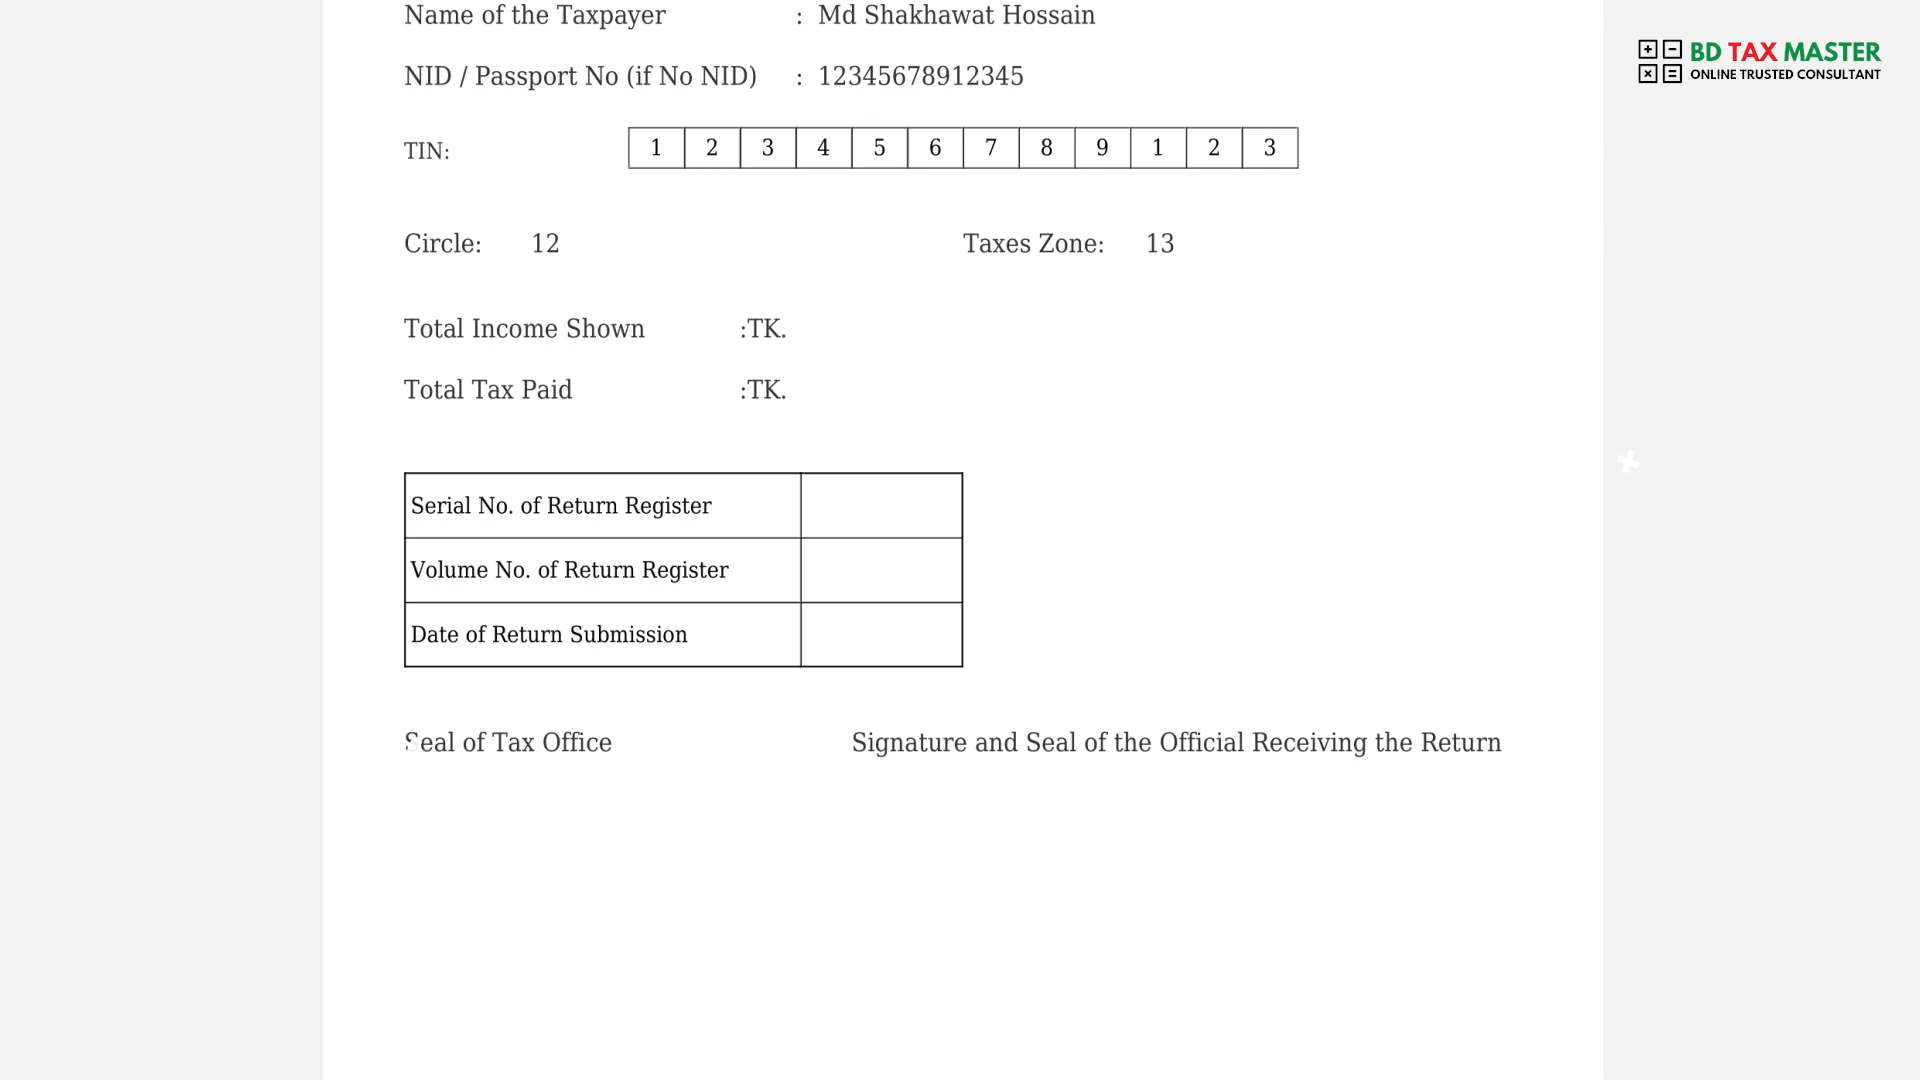 Name of the Taxpayer : Md Shakhawat Hossain
BD TAX MASTER
ONLINE TRUSTED CONSULTANT
NID / Passport No (if No NID) : 12345678912345
TIN: 1 2 3 4 5 6 7 8 9 1 2 3
Circle: 12 Taxes Zone: 13
Total Income Shown :TK.
Total Tax Paid :TK.
Serial No. of Return Register
Volume No. of Return Register
Date of Return Submission
Seal of Tax Office Signature and Seal of the Official Receiving the Return